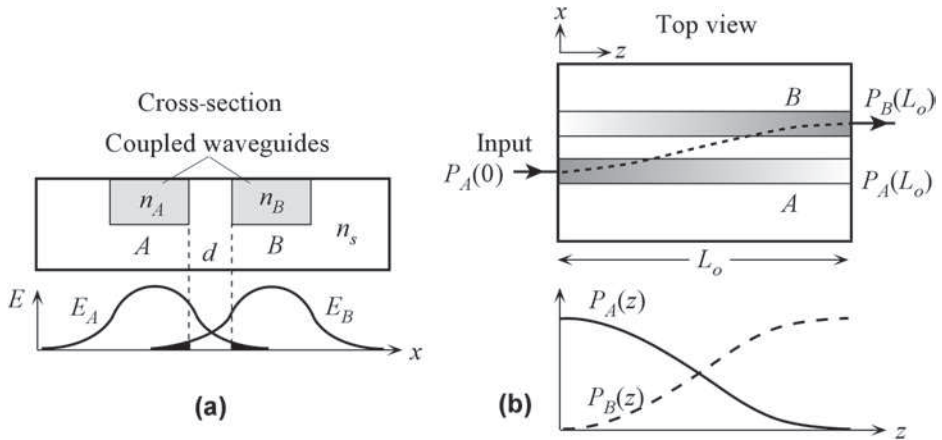 Cross-section
Coupled waveguides
n_A
n_B
A
d
B
n_s
E
E_A
E_B
x
(a)
x
z
Top view
B
P_B(L_o)
Input
P_A(0)
P_A(L_o)
A
L_o
P_A(z)
P_B(z)
z
(b)